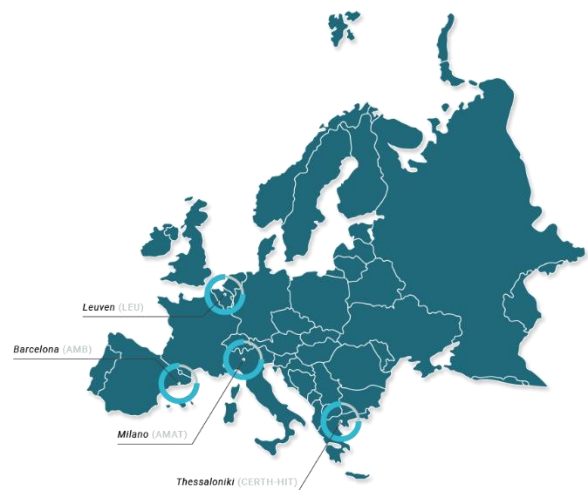 Leuven (LEU)
Barcelona (AMB)
Milano (AMAT)
Thessaloniki (CERTH-HIT)